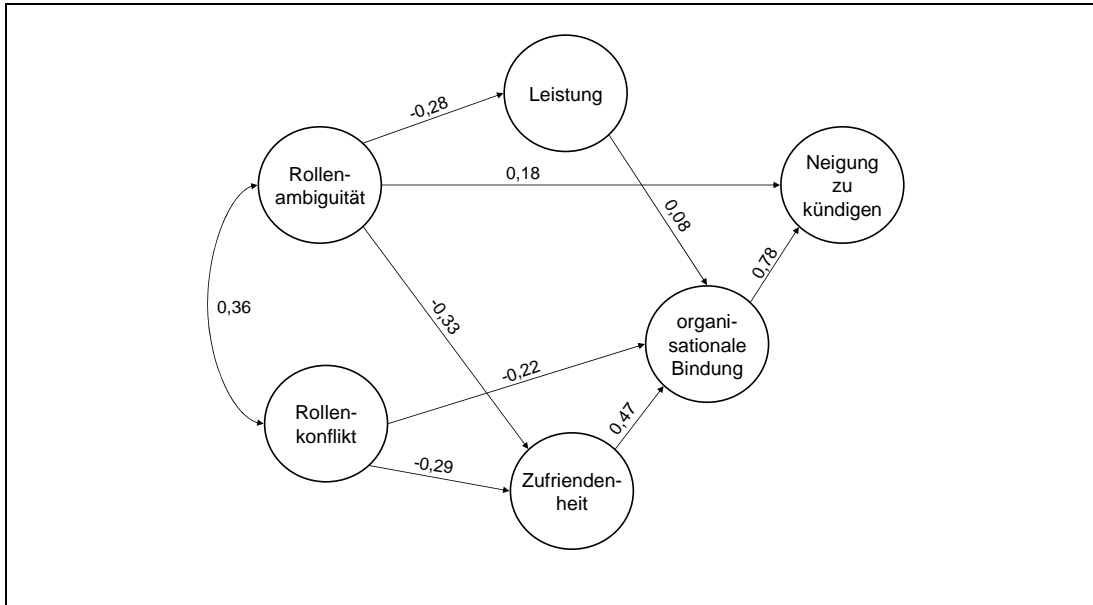 Leistung
-0,28
Rollen-
ambiguität
0,18
Neigung
zu
kündigen
0,08
0,78
0,36
-0,33
organi-
sationale
Bindung
-0,22
Rollen-
konflikt
0,47
-0,29
Zufrienden-
heit